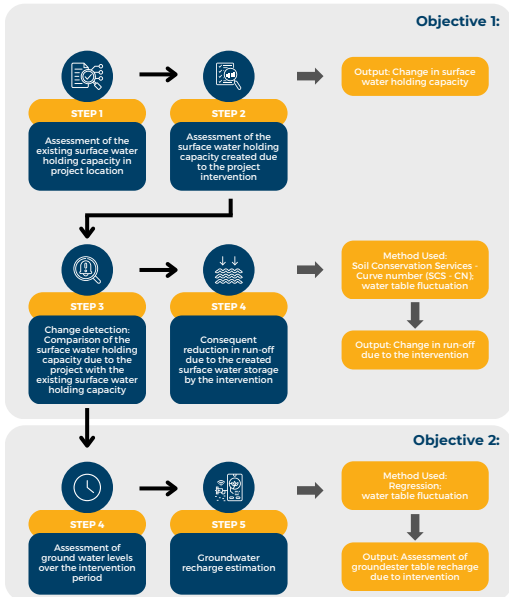 Objective 1:
STEP 1
Assessment of the
existing surface water
holding capacity in
project location
STEP 2
Assessment of the
surface water holding
capacity created due
to the project
intervention
Output: Change in surface
water holding capacity
STEP 3
Change detection:
Comparison of the
surface water holding
capacity due to the
project with the
existing surface water
holding capacity
STEP 4
Consequent
reduction in run-off
due to the created
surface water storage
by the intervention
Method Used:
Soil Conservation Services -
Curve number (SCS - CN);
water table fluctuation
Output: Change in run-off
due to the intervention
Objective 2:
STEP 4
Assessment of
ground water levels
over the intervention
period
STEP 5
Groundwater
recharge estimation
Method Used:
Regression;
water table fluctuation
Output: Assessment of
groundester table recharge
due to intervention